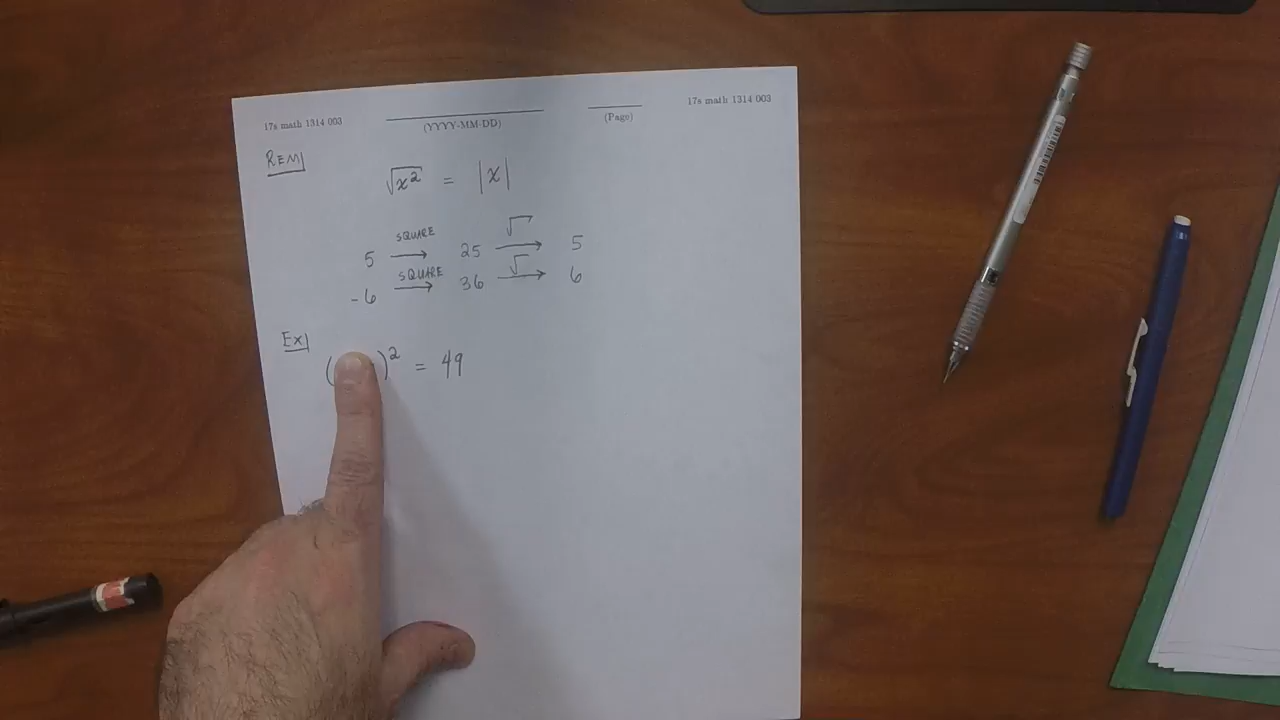 17s math 1314 003 (YYYY-MM-DD) (Page) 17s math 1314 003
REM
√x² = |x|
5 SQUARE → 25 √ → 5
-6 SQUARE → 36 √ → 6
Ex
( )² = 49